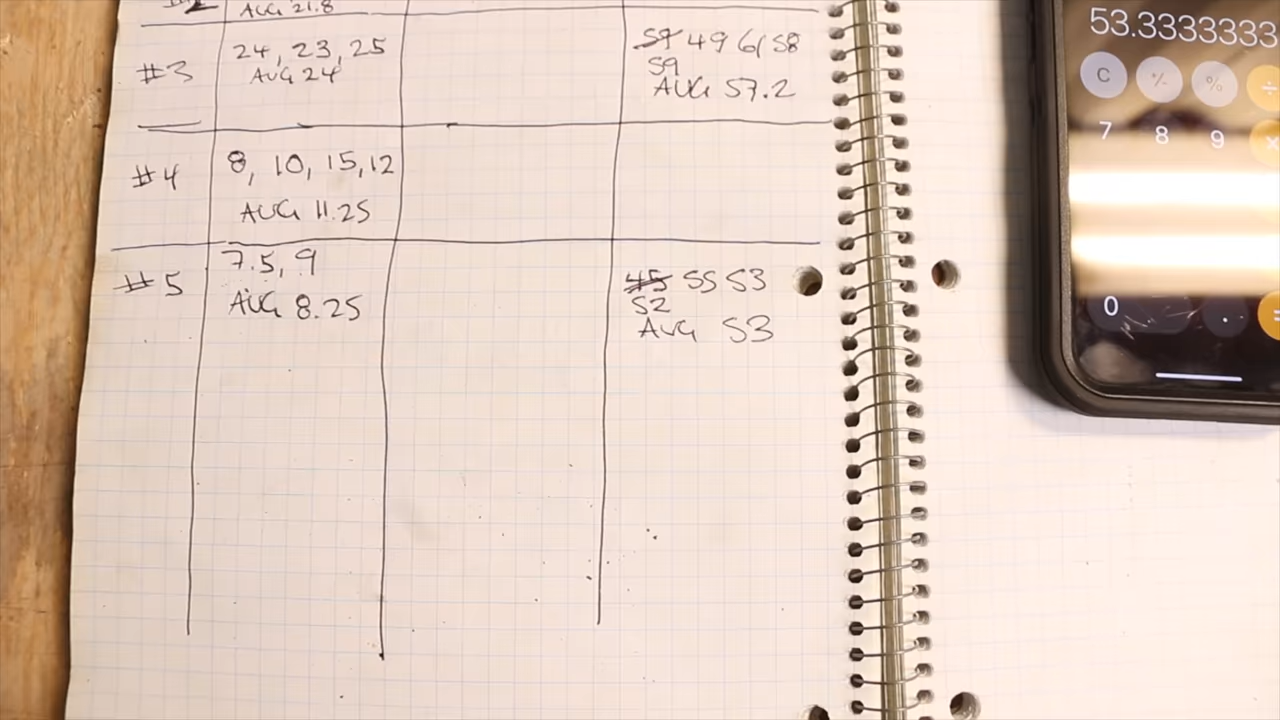 AVG 21.8
#3
24, 23, 25
AVG 24
57 49 61 58
59
AVG 57.2
#4
8, 10, 15, 12
AVG 11.25
#5
7.5, 9
AVG 8.25
45 55 53
52
AVG 53
53.3333333
C +/- % ÷
7 8 9 ×
0 . =